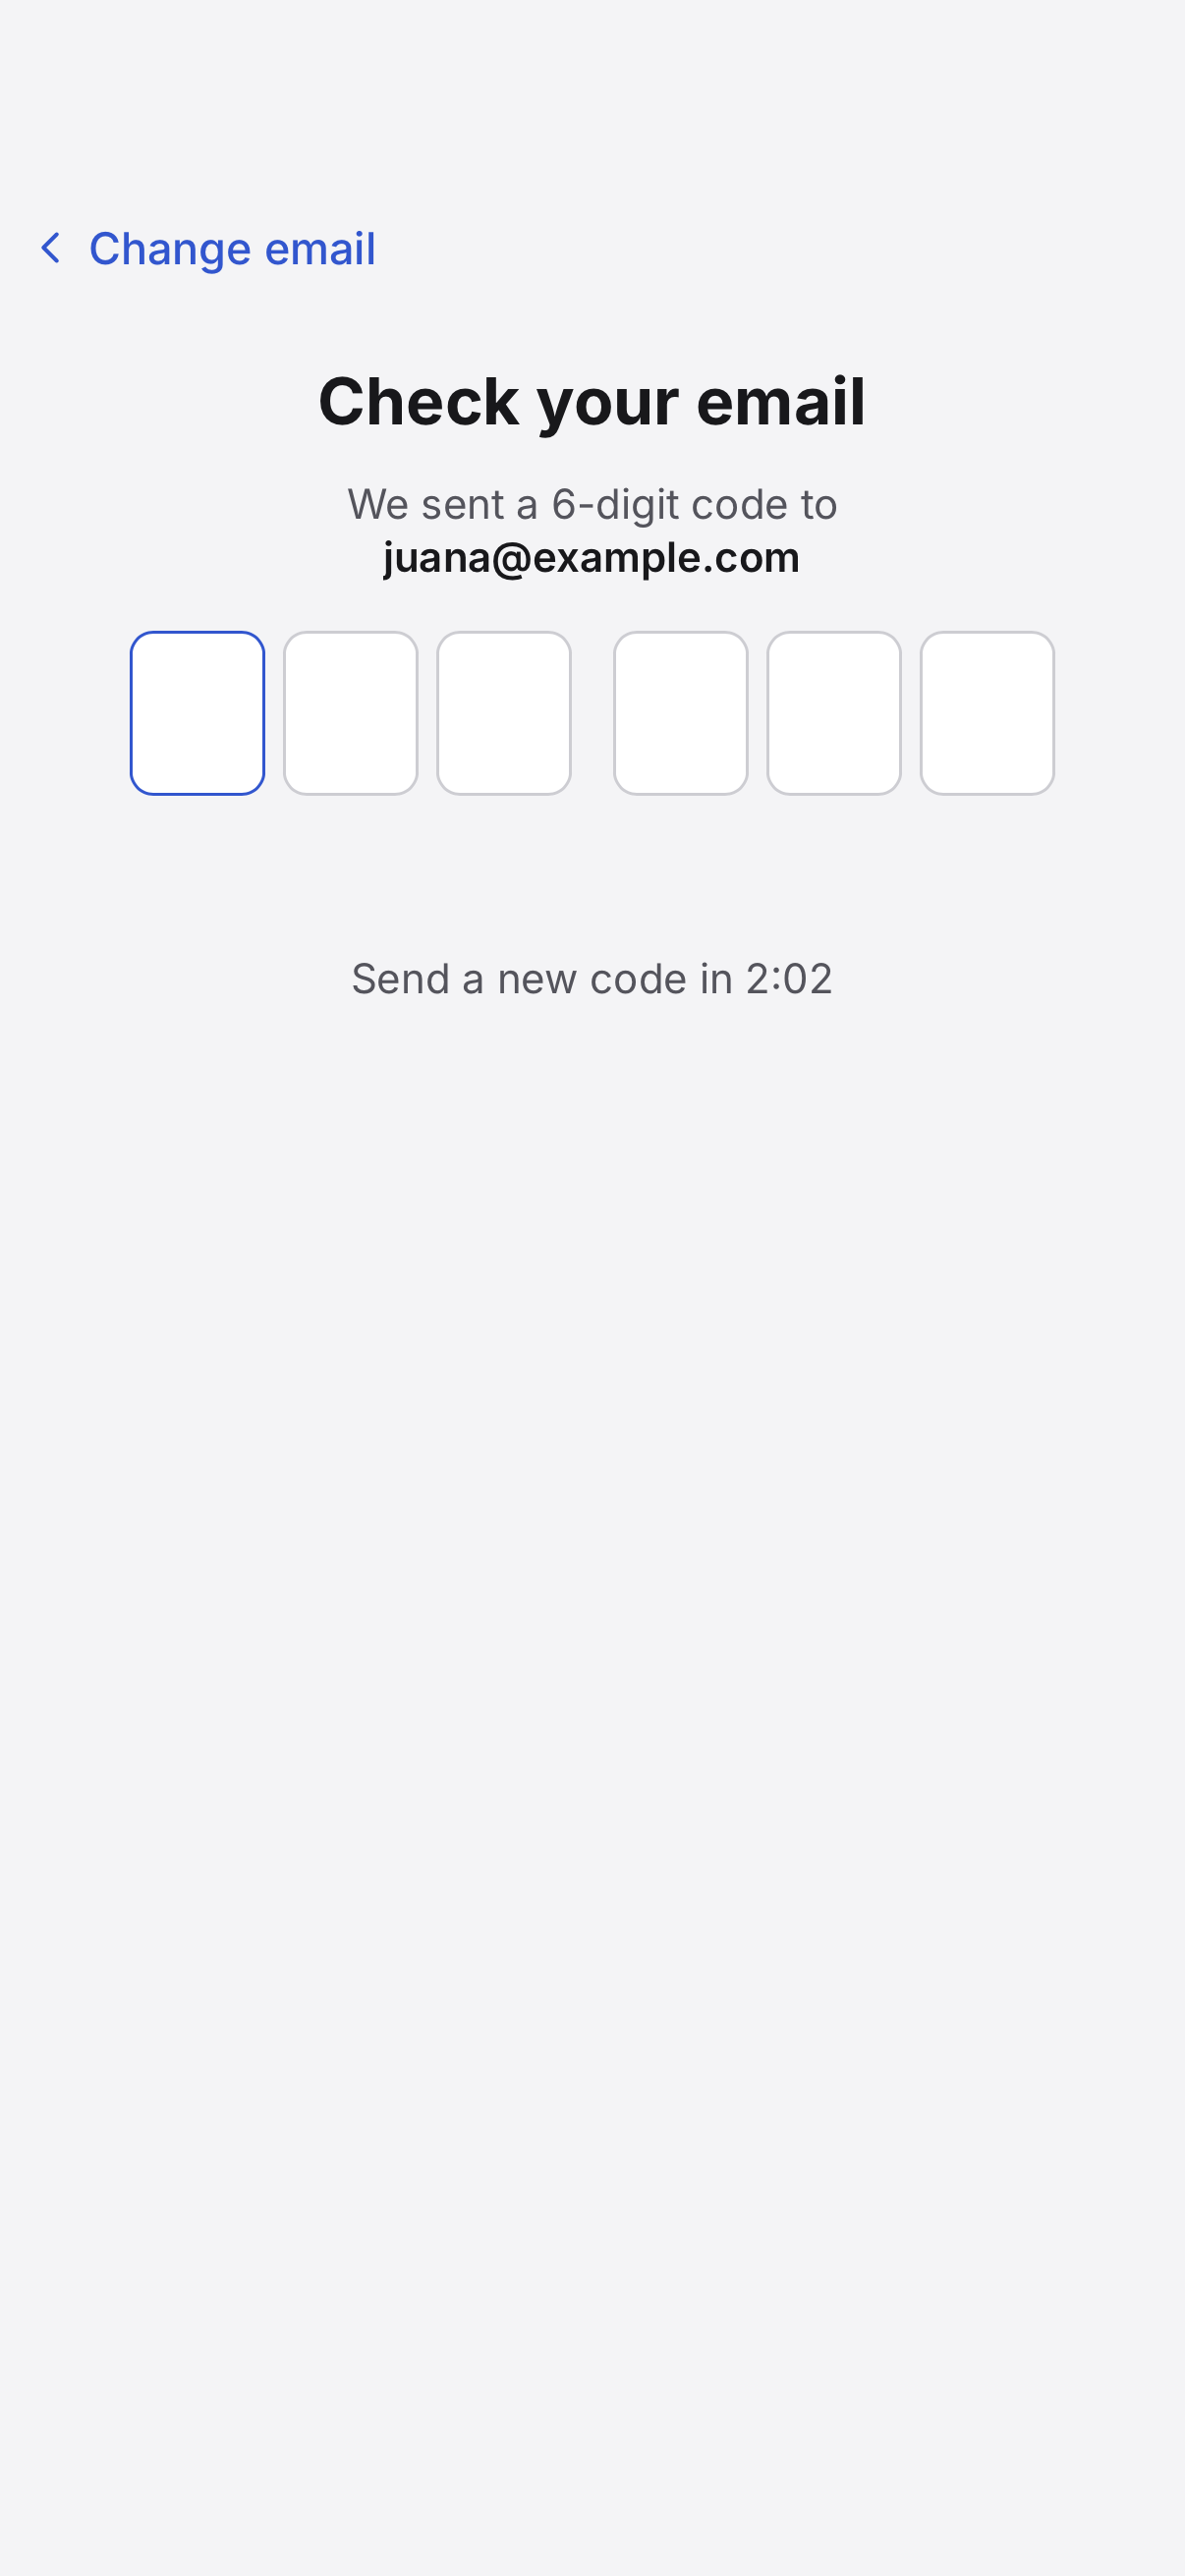 Change email
Check your email
We sent a 6-digit code to
juana@example.com
Send a new code in 2:02